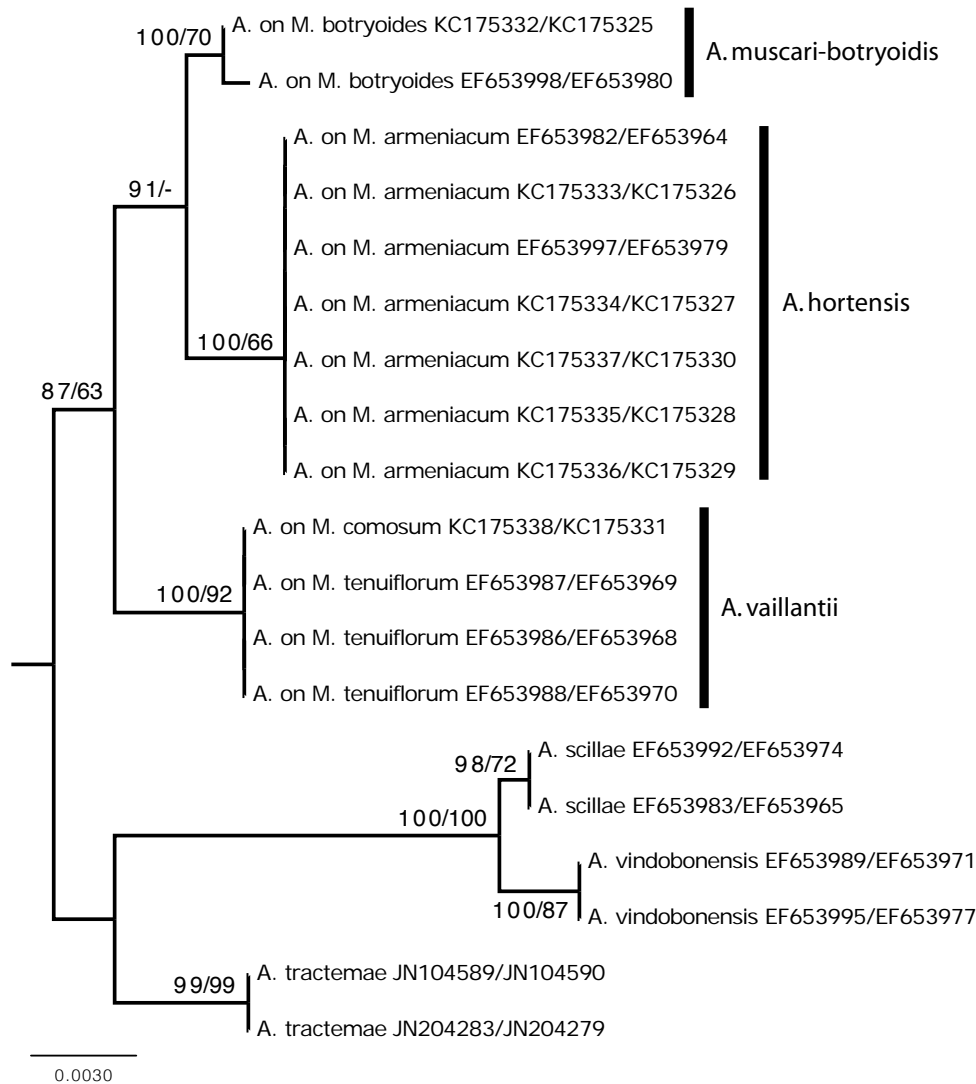 100/70
A. on M. botryoides KC175332/KC175325
A. on M. botryoides EF653998/EF653980
A. muscari-botryoidis
91/-
A. on M. armeniacum EF653982/EF653964
A. on M. armeniacum KC175333/KC175326
A. on M. armeniacum EF653997/EF653979
A. on M. armeniacum KC175334/KC175327
A. on M. armeniacum KC175337/KC175330
A. on M. armeniacum KC175335/KC175328
A. on M. armeniacum KC175336/KC175329
A. hortensis
100/66
87/63
A. on M. comosum KC175338/KC175331
A. on M. tenuiflorum EF653987/EF653969
A. on M. tenuiflorum EF653986/EF653968
A. on M. tenuiflorum EF653988/EF653970
A. vaillantii
100/92
98/72
A. scillae EF653992/EF653974
A. scillae EF653983/EF653965
100/100
A. vindobonensis EF653989/EF653971
A. vindobonensis EF653995/EF653977
100/87
99/99
A. tractemae JN104589/JN104590
A. tractemae JN204283/JN204279
0.0030